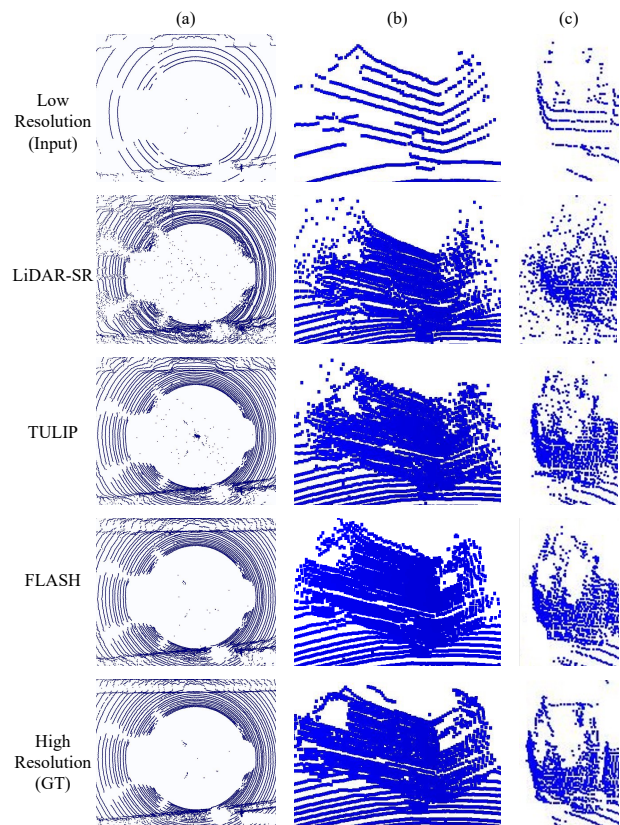 (a)
(b)
(c)
Low
Resolution
(Input)
LiDAR-SR
TULIP
FLASH
High
Resolution
(GT)